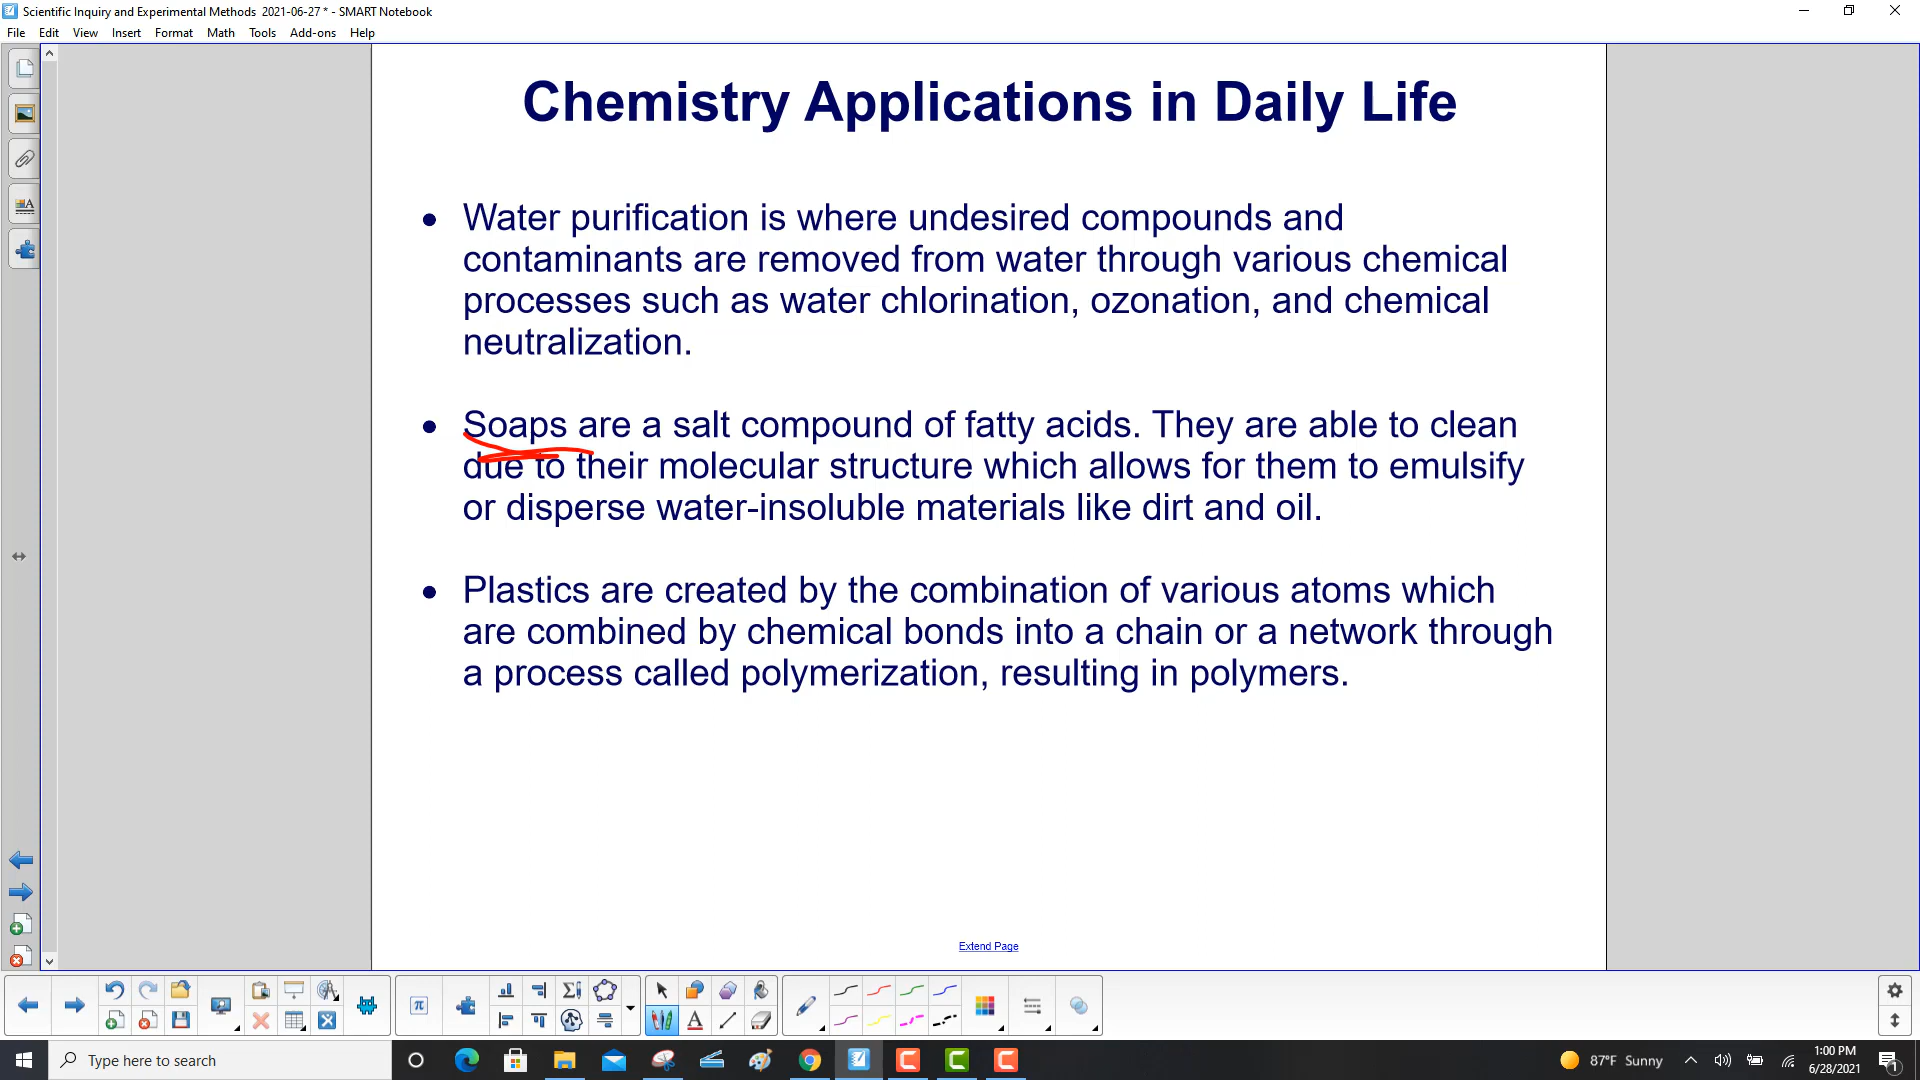 Scientific Inquiry and Experimental Methods 2021-06-27 * - SMART Notebook
File Edit View Insert Format Math Tools Add-ons Help
Chemistry Applications in Daily Life
• Water purification is where undesired compounds and
contaminants are removed from water through various chemical
processes such as water chlorination, ozonation, and chemical
neutralization.
• Soaps are a salt compound of fatty acids. They are able to clean
due to their molecular structure which allows for them to emulsify
or disperse water-insoluble materials like dirt and oil.
• Plastics are created by the combination of various atoms which
are combined by chemical bonds into a chain or a network through
a process called polymerization, resulting in polymers.
Extend Page
Type here to search
87°F Sunny
1:00 PM
6/28/2021
1